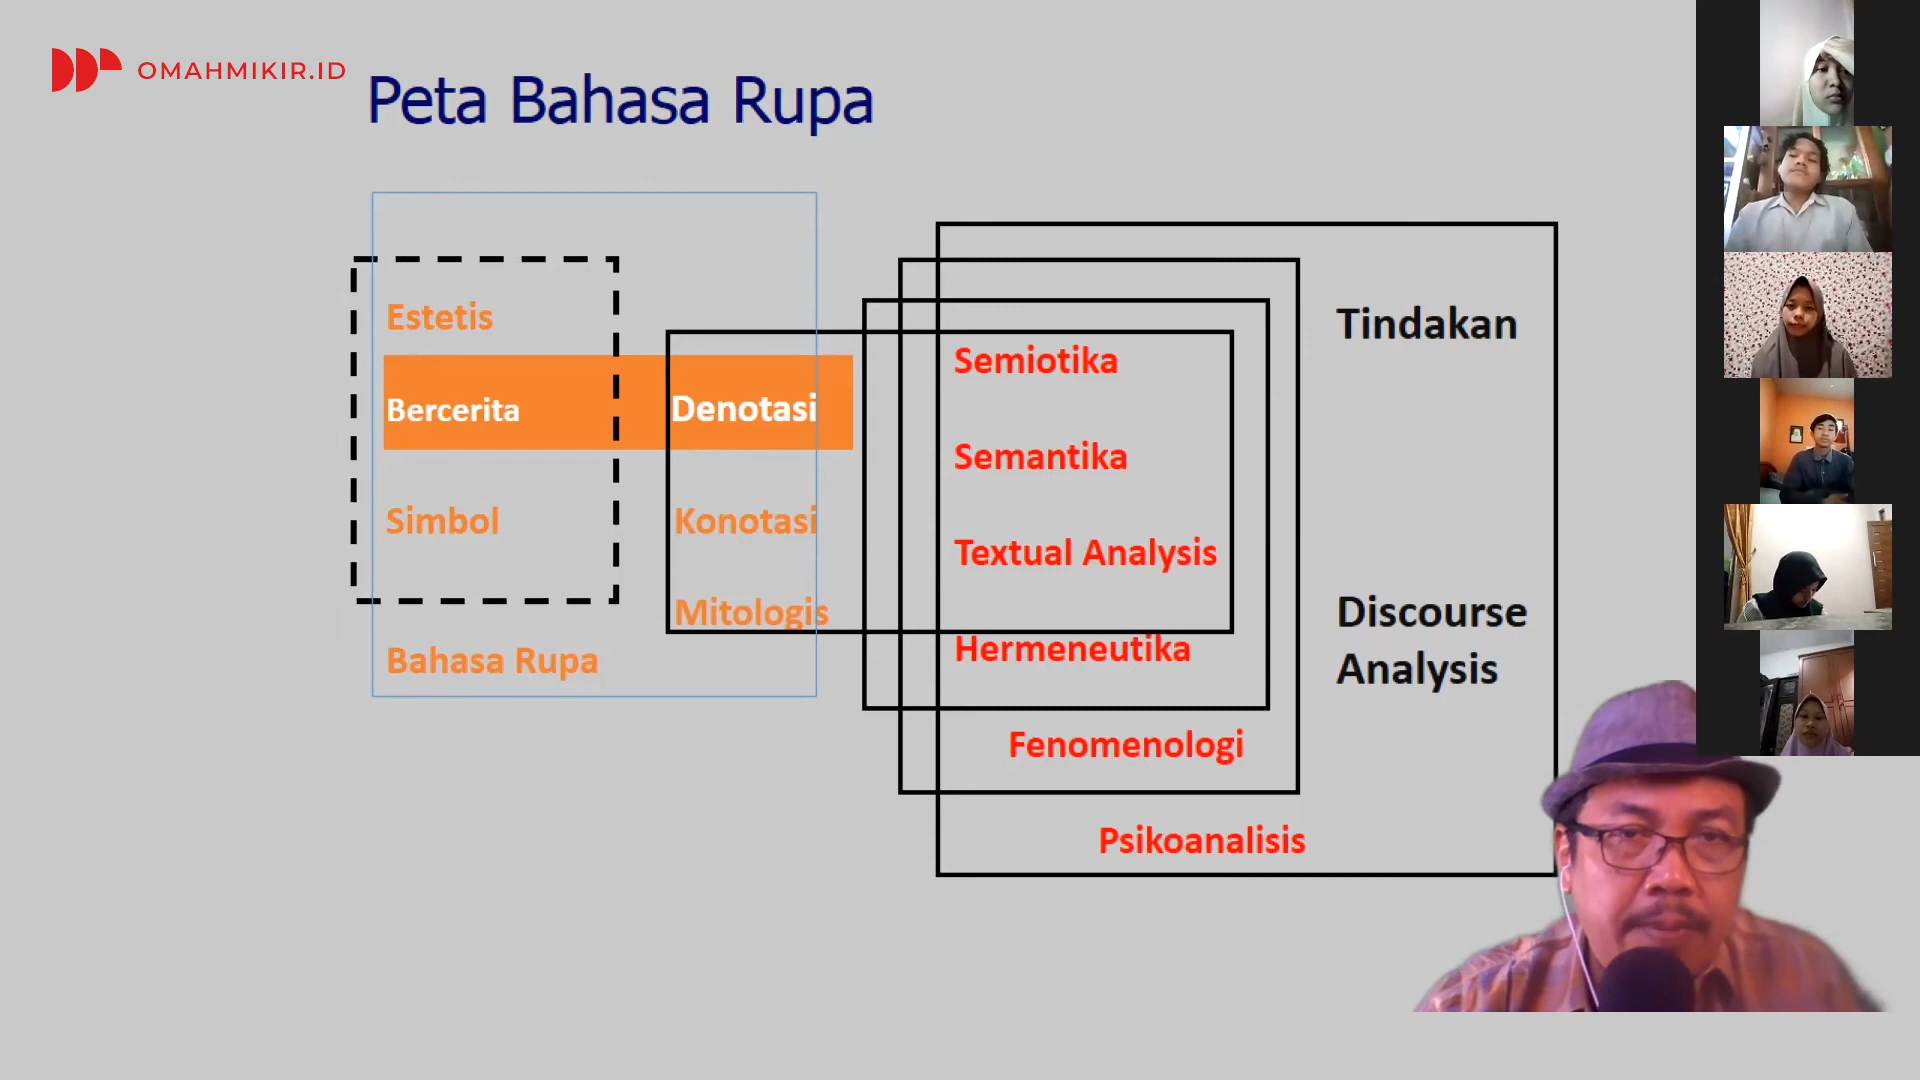 OMAHMIKIR.ID
Peta Bahasa Rupa
Estetis
Bercerita
Simbol
Bahasa Rupa
Denotasi
Konotasi
Mitologis
Semiotika
Semantika
Textual Analysis
Hermeneutika
Fenomenologi
Psikoanalisis
Tindakan
Discourse
Analysis